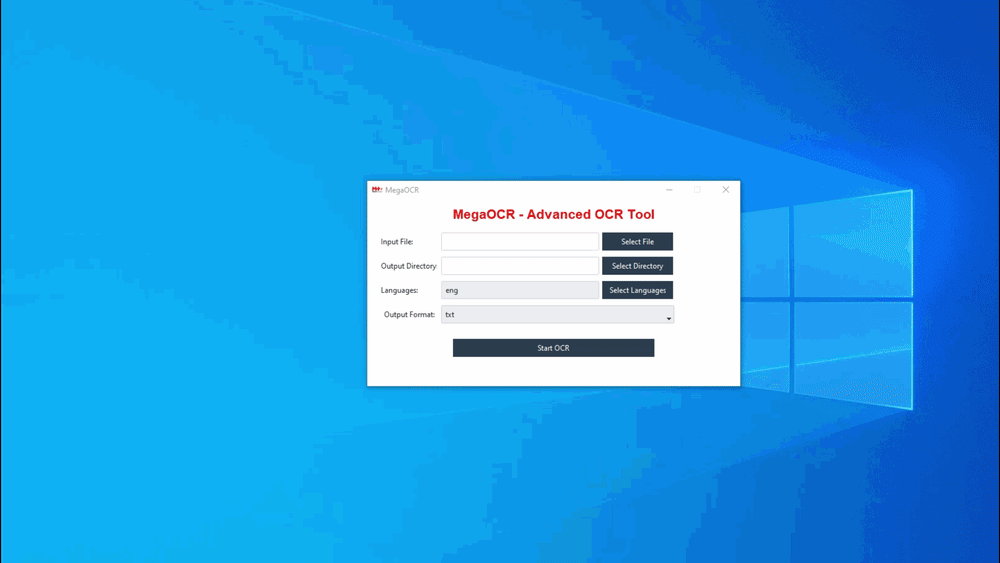 MegaOCR
MegaOCR - Advanced OCR Tool
Input File: Select File
Output Directory Select Directory
Languages: eng Select Languages
Output Format: txt
Start OCR